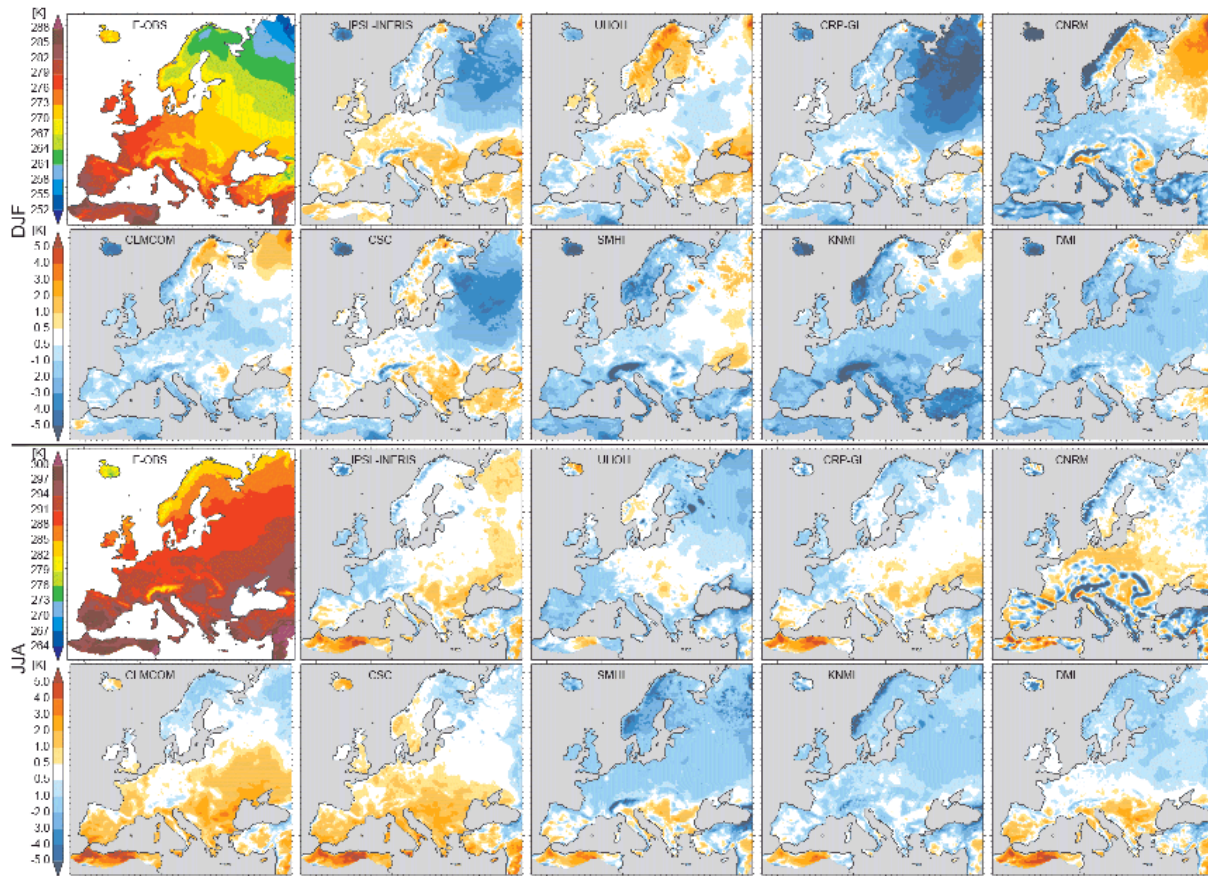 [K]
E-OBS
IPSL-INERIS
UHOH
CRP-GL
CNRM
288
285
282
279
276
273
270
267
264
261
258
255
252
DJF
[K]
CLMCOM
CSC
SMHI
KNMI
DMI
5.0
4.0
3.0
2.0
1.0
0.5
-0.5
-1.0
-2.0
-3.0
-4.0
-5.0
[K]
E-OBS
IPSL-INERIS
UHOH
CRP-GL
CNRM
300
297
294
291
288
285
282
279
276
273
270
267
264
JJA
[K]
CLMCOM
CSC
SMHI
KNMI
DMI
5.0
4.0
3.0
2.0
1.0
0.5
-0.5
-1.0
-2.0
-3.0
-4.0
-5.0